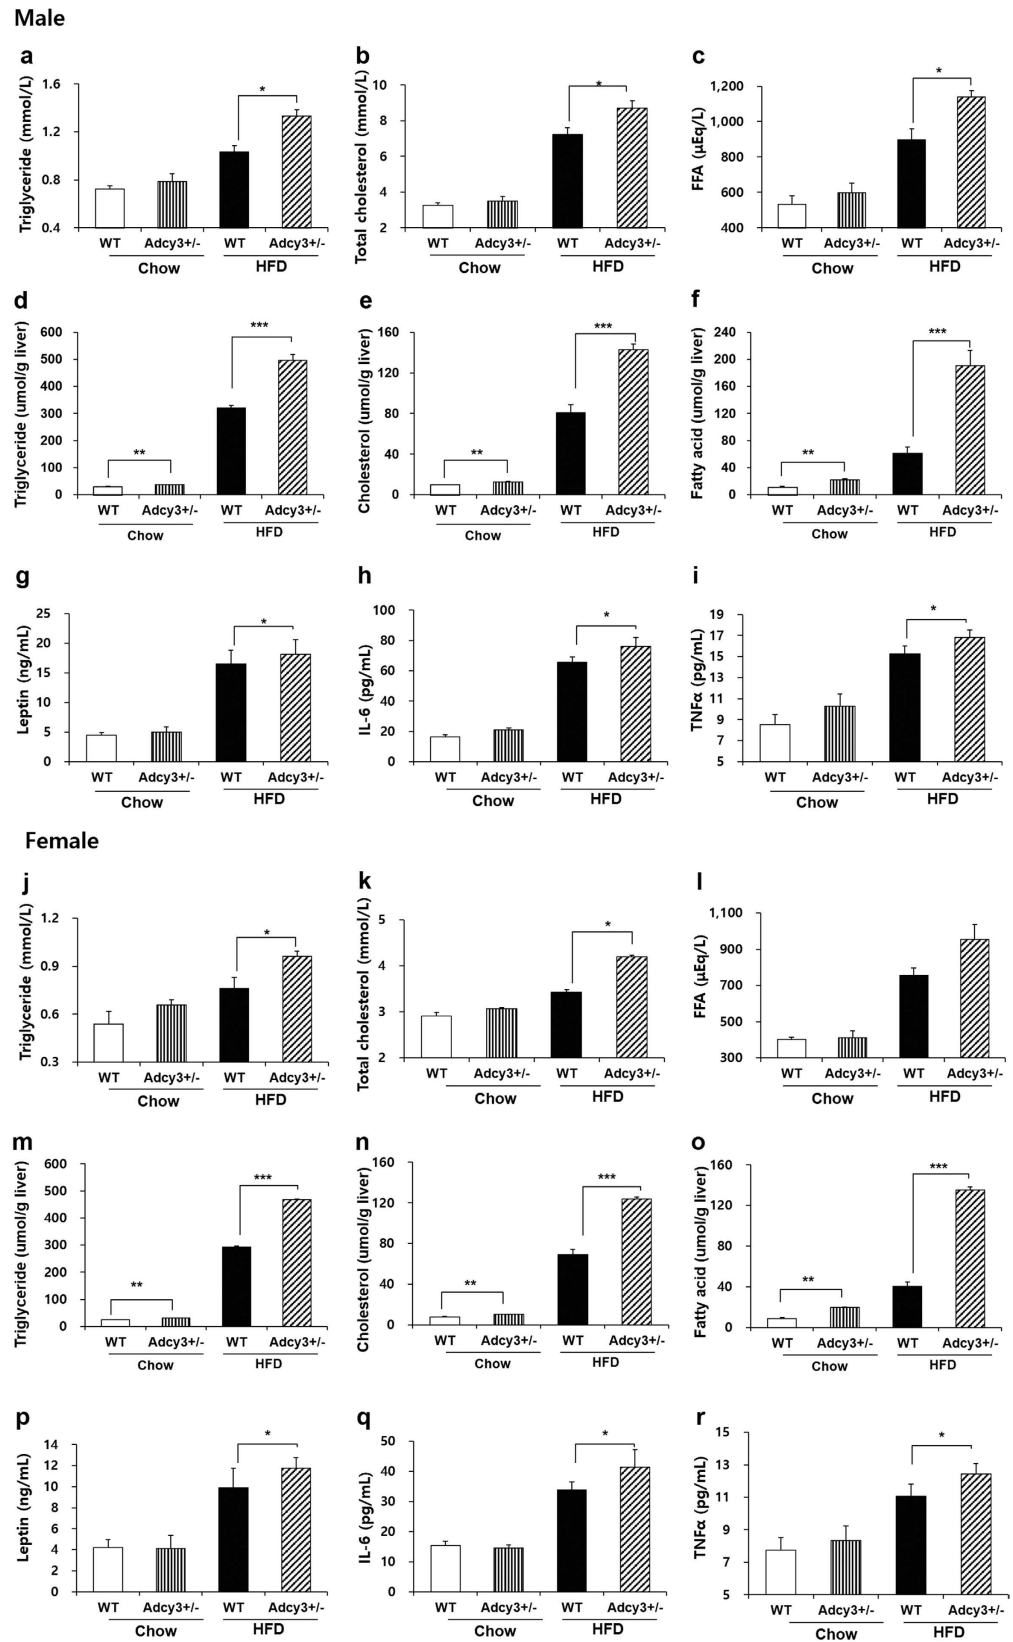 Male
a
b
c
Triglyceride (mmol/L)
1.6
1.2
0.8
0.4
*
WT Adcy3+/- WT Adcy3+/-
Chow HFD
Total cholesterol (mmol/L)
10
8
6
4
2
*
WT Adcy3+/- WT Adcy3+/-
Chow HFD
FFA (μEq/L)
1,200
1,000
800
600
400
*
WT Adcy3+/- WT Adcy3+/-
Chow HFD
d
e
f
Triglyceride (umol/g liver)
600
500
400
300
200
100
0
**
***
WT Adcy3+/- WT Adcy3+/-
Chow HFD
Cholesterol (umol/g liver)
160
120
80
40
0
**
***
WT Adcy3+/- WT Adcy3+/-
Chow HFD
Fatty acid (umol/g liver)
240
200
160
120
80
40
0
**
***
WT Adcy3+/- WT Adcy3+/-
Chow HFD
g
h
i
Leptin (ng/mL)
25
20
15
10
5
0
*
WT Adcy3+/- WT Adcy3+/-
Chow HFD
IL-6 (pg/mL)
100
80
60
40
20
0
*
WT Adcy3+/- WT Adcy3+/-
Chow HFD
TNFα (pg/mL)
19
17
15
13
11
9
7
5
*
WT Adcy3+/- WT Adcy3+/-
Chow HFD
Female
j
k
l
Triglyceride (mmol/L)
1.2
0.9
0.6
0.3
*
WT Adcy3+/- WT Adcy3+/-
Chow HFD
Total cholesterol (mmol/L)
5
4
3
2
*
WT Adcy3+/- WT Adcy3+/-
Chow HFD
FFA (μEq/L)
1,100
900
700
500
300
WT Adcy3+/- WT Adcy3+/-
Chow HFD
m
n
o
Triglyceride (umol/g liver)
600
500
400
300
200
100
0
**
***
WT Adcy3+/- WT Adcy3+/-
Chow HFD
Cholesterol (umol/g liver)
160
120
80
40
0
**
***
WT Adcy3+/- WT Adcy3+/-
Chow HFD
Fatty acid (umol/g liver)
160
120
80
40
0
**
***
WT Adcy3+/- WT Adcy3+/-
Chow HFD
p
q
r
Leptin (ng/mL)
14
12
10
8
6
4
2
0
*
WT Adcy3+/- WT Adcy3+/-
Chow HFD
IL-6 (pg/mL)
50
40
30
20
10
0
*
WT Adcy3+/- WT Adcy3+/-
Chow HFD
TNFα (pg/mL)
15
13
11
9
7
5
*
WT Adcy3+/- WT Adcy3+/-
Chow HFD